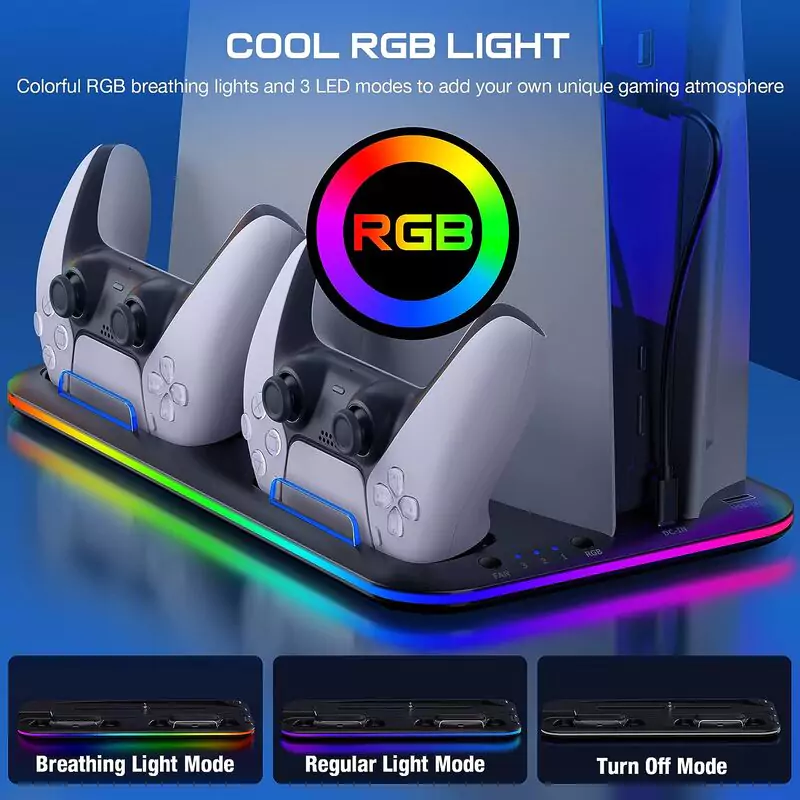 COOL RGB LIGHT
Colorful RGB breathing lights and 3 LED modes to add your own unique gaming atmosphere
RGB
FAN 3 2 1 RGB
DC-IN
Breathing Light Mode
Regular Light Mode
Turn Off Mode